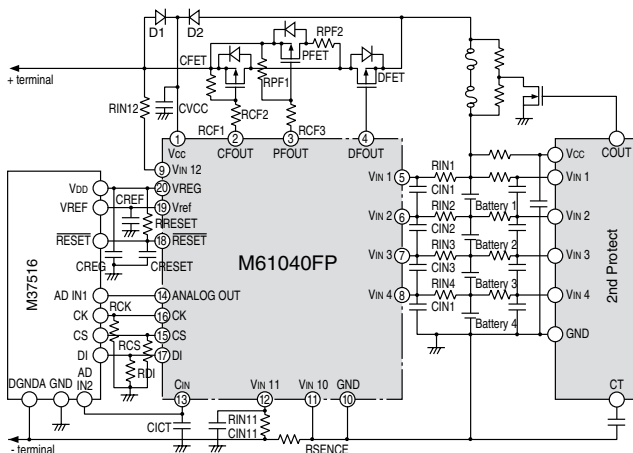 D1 D2
RPF2
CFET PFET
DFET
+ terminal
RPF1
RIN12 CVCC
RCF1 RCF2 RCF3
COUT
1 2 3 4
Vcc CFOUT PFOUT DFOUT
9 VIN 12
VDD 20 VREG
VREF CREF 19 Vref
RRESET
RESET 18 RESET
CREG CRESET
M37516
M61040FP
AD IN1 14 ANALOG OUT
RCK
CK 16 CK
CS 15 CS
RCS
DI 17 DI
RDI
AD IN2
DGNDA GND
CIN VIN 11 VIN 10 GND
13 12 11 10
CICT
RIN11
CIN11
RSENCE
- terminal
VIN 1 5 RIN1
CIN1
VIN 2 6 RIN2
CIN2
VIN 3 7 RIN3
CIN3
VIN 4 8 RIN4
CIN1
Battery 1
Battery 2
Battery 3
Battery 4
Vcc
VIN 1
VIN 2
VIN 3
VIN 4
GND
2nd Protect
CT